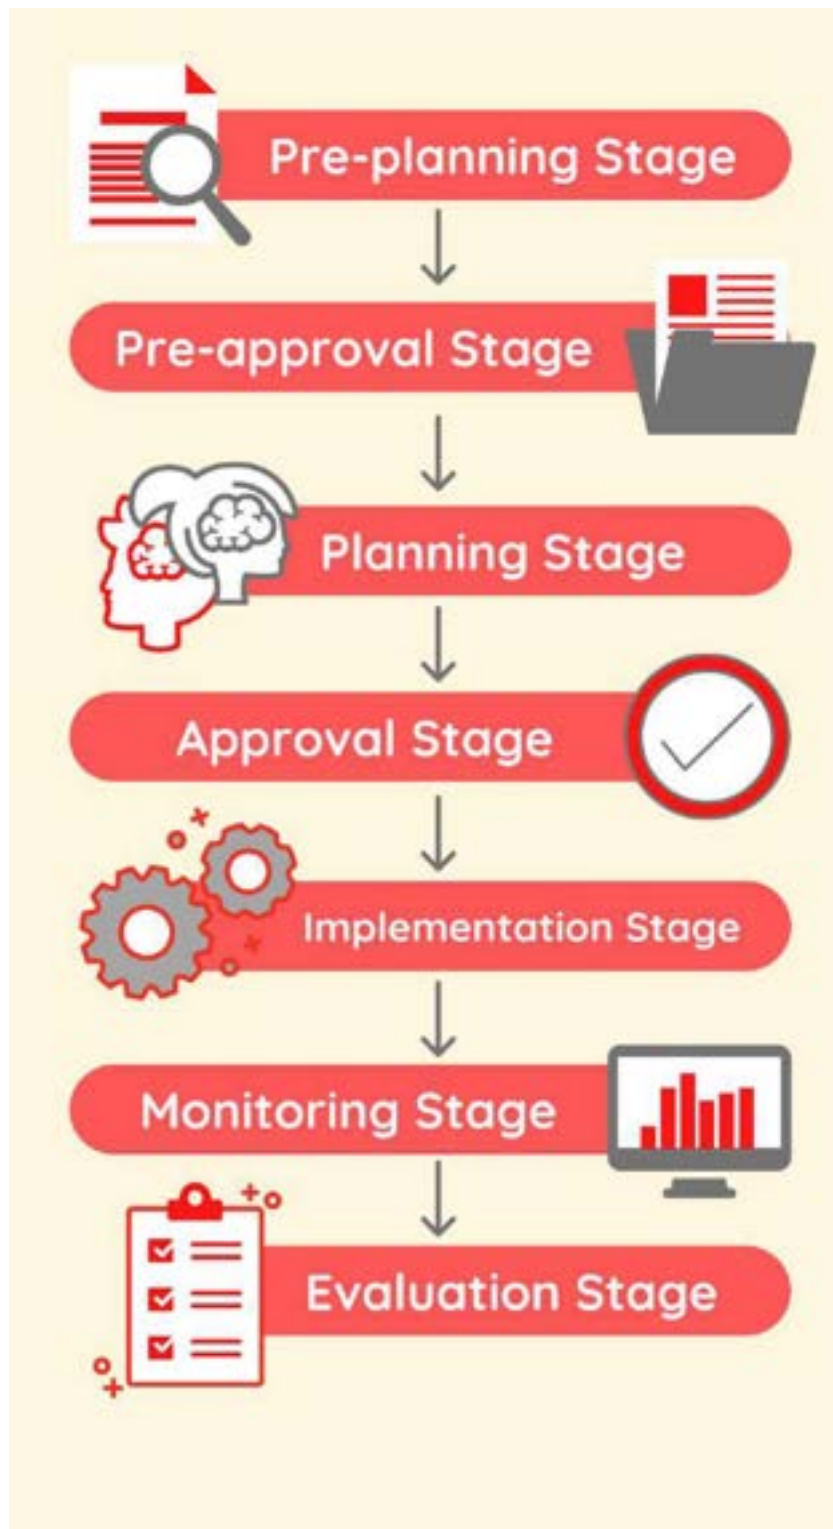 Pre-planning Stage
Pre-approval Stage
Planning Stage
Approval Stage
Implementation Stage
Monitoring Stage
Evaluation Stage